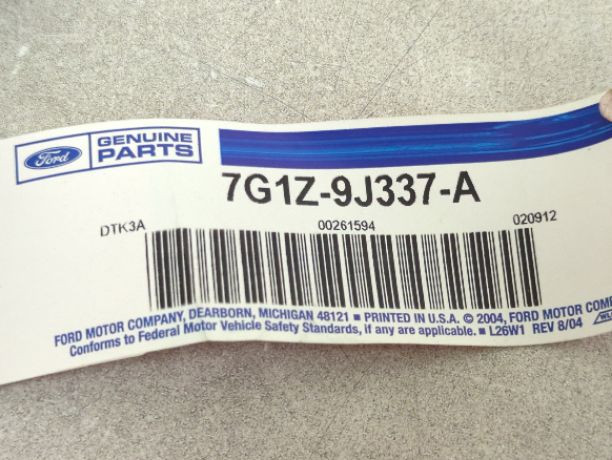 Ford
GENUINE
PARTS
7G1Z-9J337-A
DTK3A
00261594
020912
FORD MOTOR COMPANY, DEARBORN, MICHIGAN 48121 ■ PRINTED IN U.S.A. © 2004, FORD MOTOR COM
Conforms to Federal Motor Vehicle Safety Standards, if any are applicable. ■ L26W1 REV 8/04